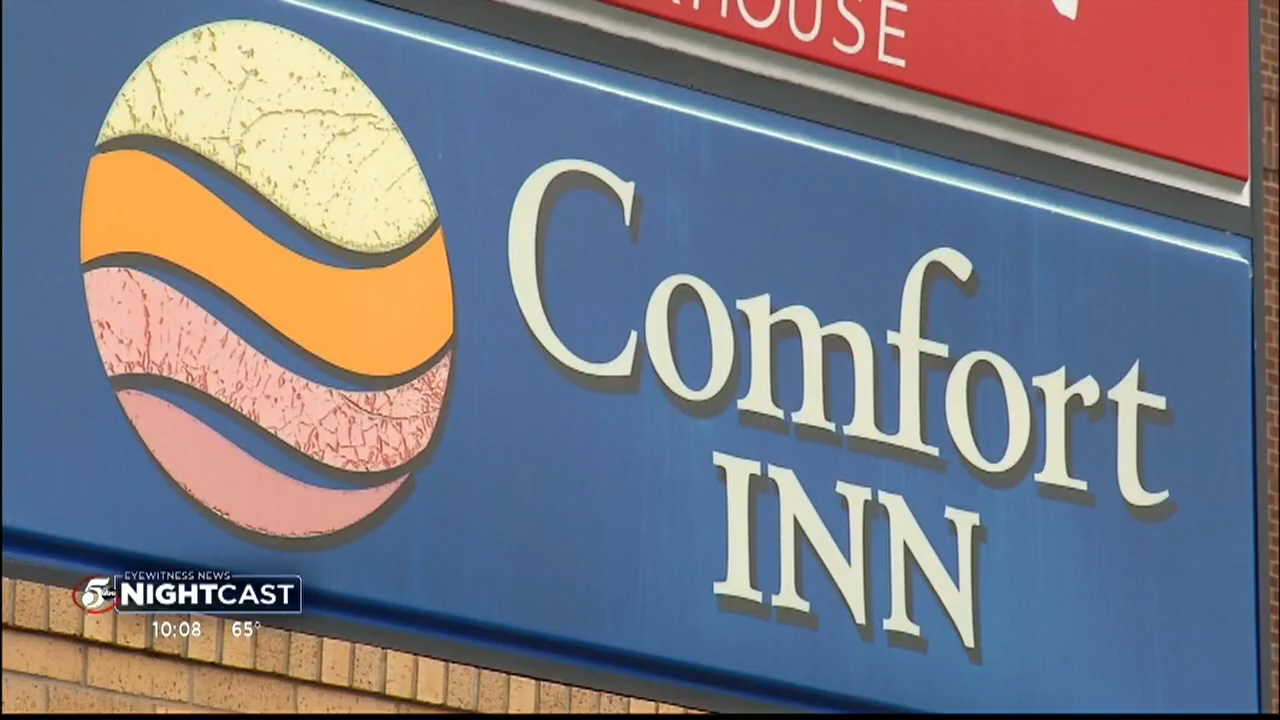 HOUSE
Comfort
INN
EYEWITNESS NEWS
5
NIGHTCAST
10:08 65°